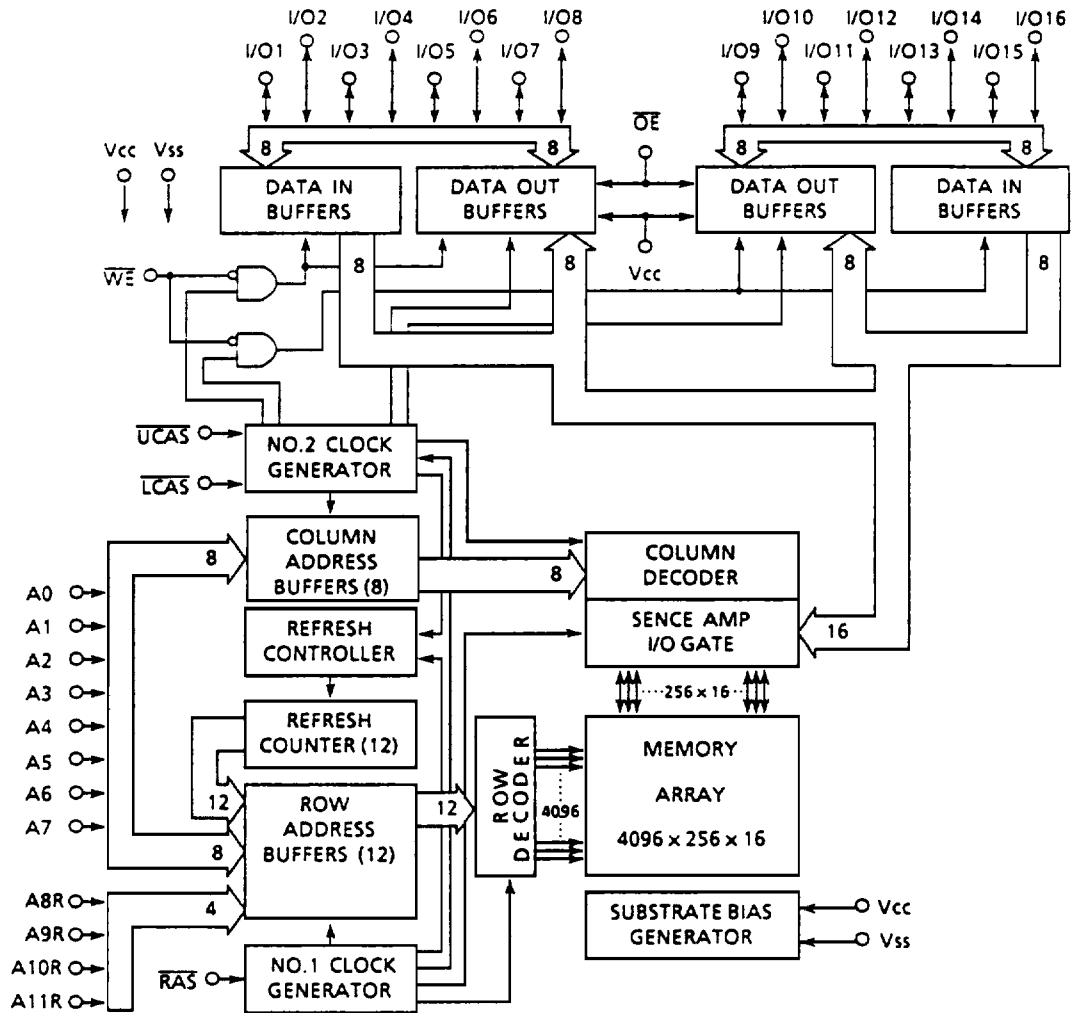 I/O2 I/O4 I/O6 I/O8 I/O10 I/O12 I/O14 I/O16
I/O1 I/O3 I/O5 I/O7 I/O9 I/O11 I/O13 I/O15
OE
8 8 8 8
Vcc Vss
DATA IN
BUFFERS
DATA OUT
BUFFERS
DATA OUT
BUFFERS
DATA IN
BUFFERS
WE
8 8 8 8
Vcc
UCAS
LCAS
NO.2 CLOCK
GENERATOR
8
COLUMN
ADDRESS
BUFFERS (8)
8
COLUMN
DECODER
A0
A1
A2
A3
A4
A5
A6
A7
REFRESH
CONTROLLER
SENCE AMP
I/O GATE
16
256 x 16
REFRESH
COUNTER (12)
12
8
4
ROW
ADDRESS
BUFFERS (12)
12
ROW
DECODER
4096
MEMORY
ARRAY
4096 x 256 x 16
A8R
A9R
A10R
A11R
SUBSTRATE BIAS
GENERATOR
Vcc
Vss
RAS
NO.1 CLOCK
GENERATOR